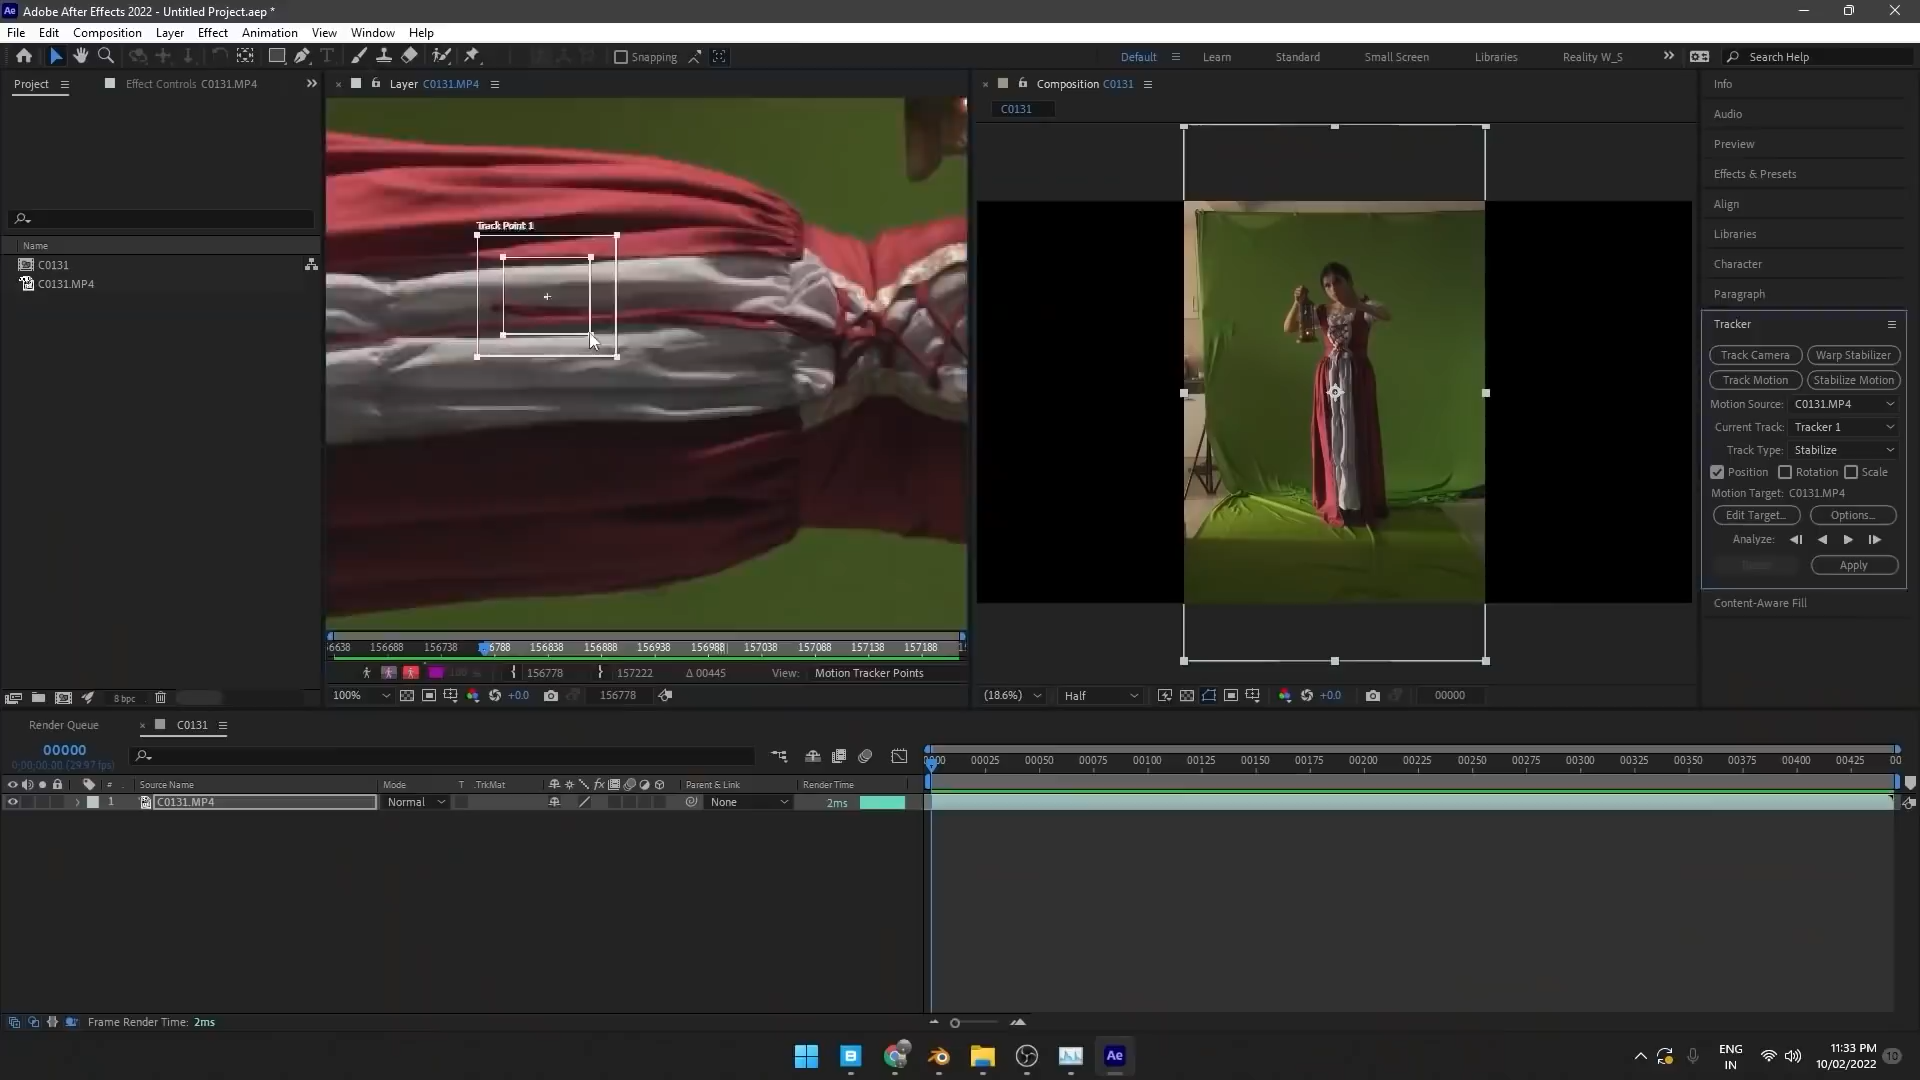 Ae Adobe After Effects 2022 - Untitled Project.aep *
File Edit Composition Layer Effect Animation View Window Help
Snapping Default Learn Standard Small Screen Libraries Reality W_S Search Help
Project Effect Controls C0131.MP4 Layer C0131.MP4 Composition C0131 Info
C0131
Audio
Preview
Effects & Presets
Align
Libraries
Character
Paragraph
Track Point 1
Name
C0131
C0131.MP4
Tracker
Track Camera Warp Stabilizer
Track Motion Stabilize Motion
Motion Source: C0131.MP4
Current Track: Tracker 1
Track Type: Stabilize
Position Rotation Scale
Motion Target: C0131.MP4
Edit Target... Options...
Analyze:
Apply
Content-Aware Fill
156688 156738 156838 156888 156938 156988 157038 157088 157138 157188
156778 157222 Δ 00445 View: Motion Tracker Points
8 bpc 100% +0.0 156778 (18.6%) Half +0.0 00000
Render Queue C0131
00000
0;00;00;00 (29.97 fps)
00025 00050 00075 00100 00125 00150 00175 00200 00225 00250 00275 00300 00325 00350 00375 00400 00425
# Source Name Mode T .TrkMat fx Parent & Link Render Time
1 C0131.MP4 Normal None 2ms
Frame Render Time: 2ms
Ae
ENG
IN
11:33 PM
10/02/2022
10